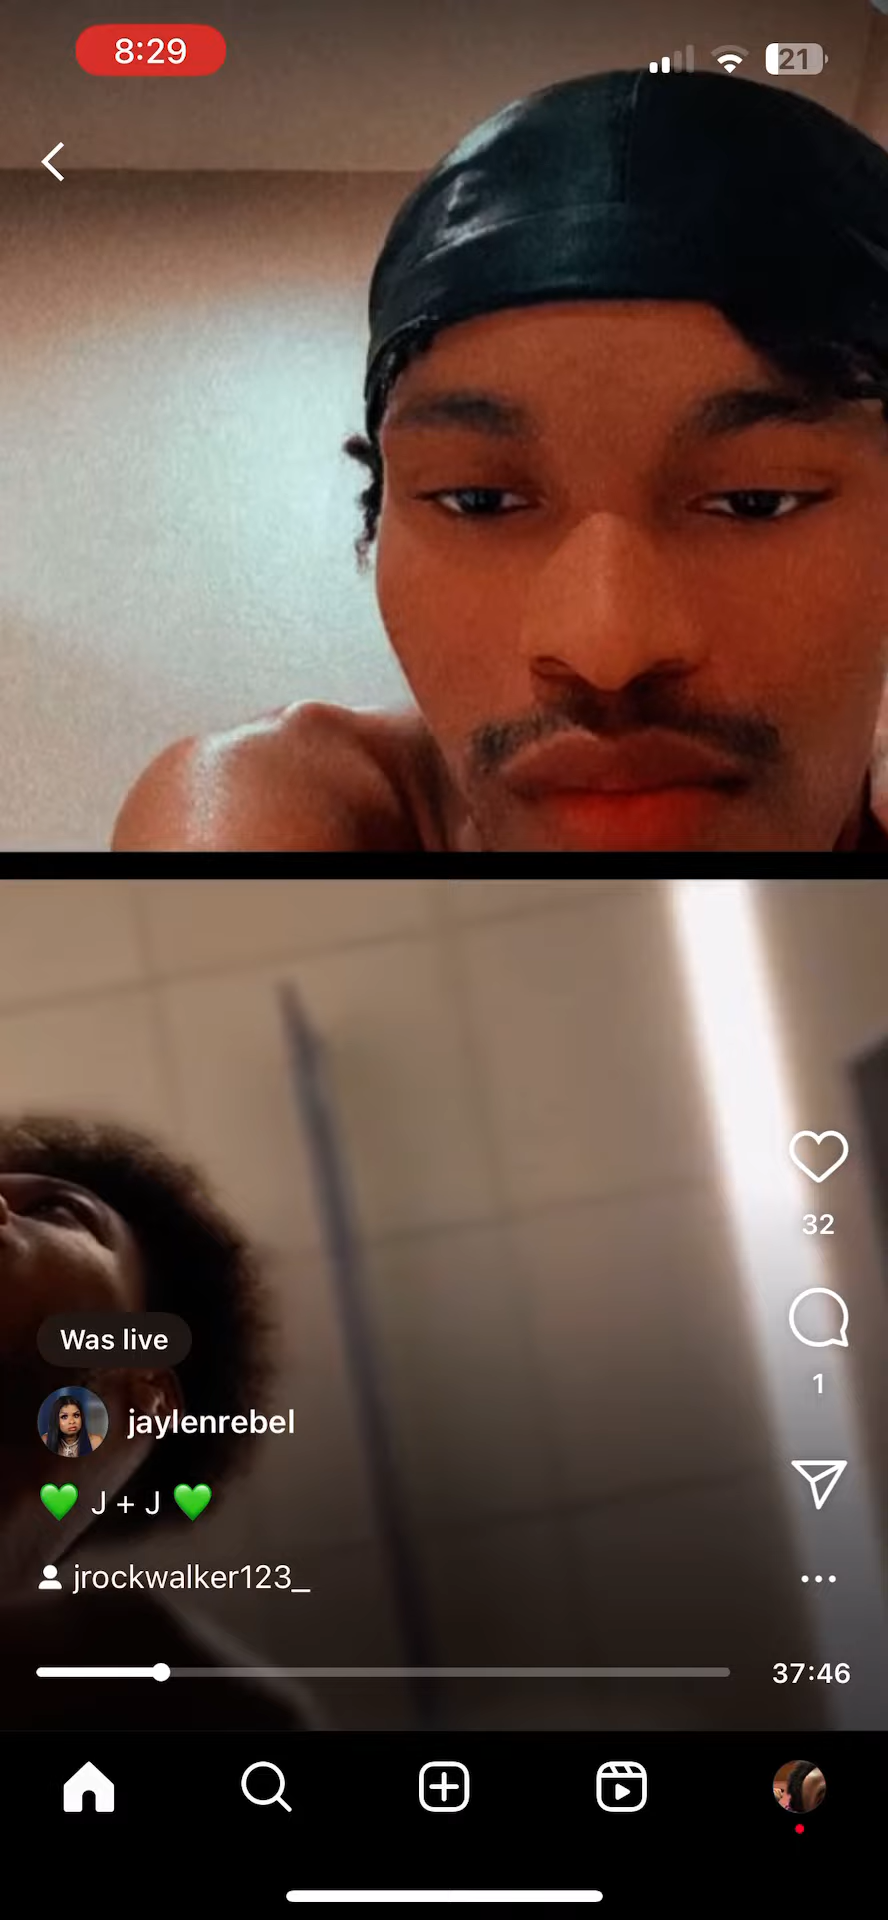 8:29
21
32
Was live
1
jaylenrebel
💚 J + J 💚
jrockwalker123_
37:46